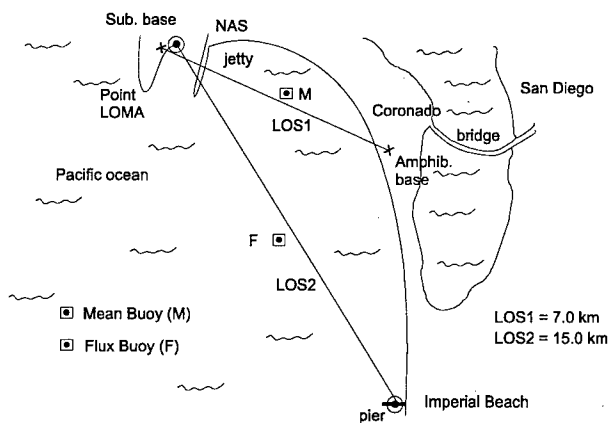 Sub. base
NAS
jetty
San Diego
M
Point
LOMA
LOS1
Coronado
bridge
Amphib.
base
Pacific ocean
F
LOS2
Mean Buoy (M)
Flux Buoy (F)
LOS1 = 7.0 km
LOS2 = 15.0 km
Imperial Beach
pier